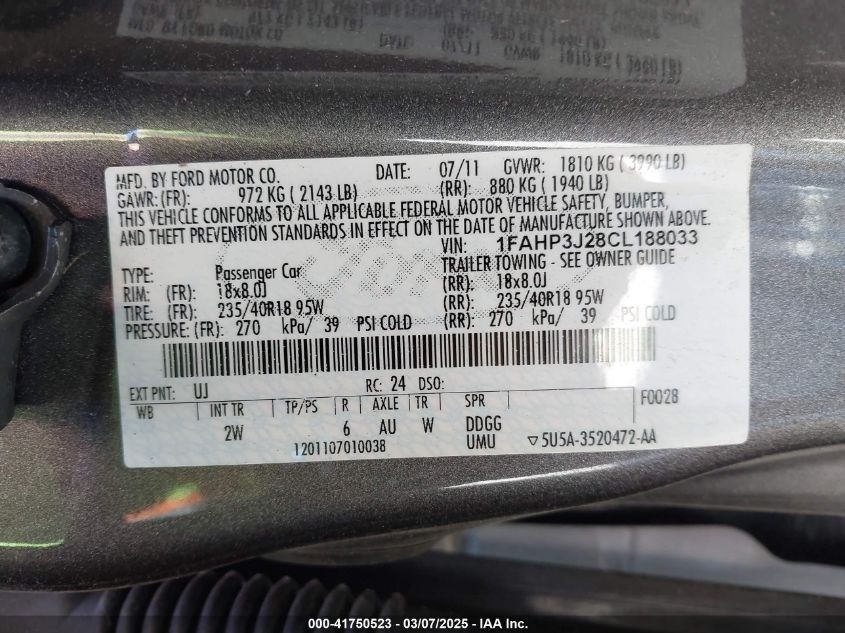 MFD. BY FORD MOTOR CO. DATE: 07/11 GVWR: 1810 KG ( 3990 LB)
GAWR: (FR): 972 KG ( 2143 LB) (RR): 880 KG ( 1940 LB)
THIS VEHICLE CONFORMS TO ALL APPLICABLE FEDERAL MOTOR VEHICLE SAFETY, BUMPER,
AND THEFT PREVENTION STANDARDS IN EFFECT ON THE DATE OF MANUFACTURE SHOWN ABOVE.
VIN: 1FAHP3J28CL188033
TYPE: Passenger Car TRAILER TOWING - SEE OWNER GUIDE
RIM: (FR): 18x8.0J (RR): 18x8.0J
TIRE: (FR): 235/40R18 95W (RR): 235/40R18 95W
PRESSURE: (FR): 270 kPa/ 39 PSI COLD (RR): 270 kPa/ 39 PSI COLD
EXT PNT: UJ RC: 24 DSO: F0028
WB INT TR TP/PS R AXLE TR SPR
2W 6 AU W DDGG
1201107010038 UMU ▽5U5A-3520472-AA
000-41750523 - 03/07/2025 - IAA Inc.